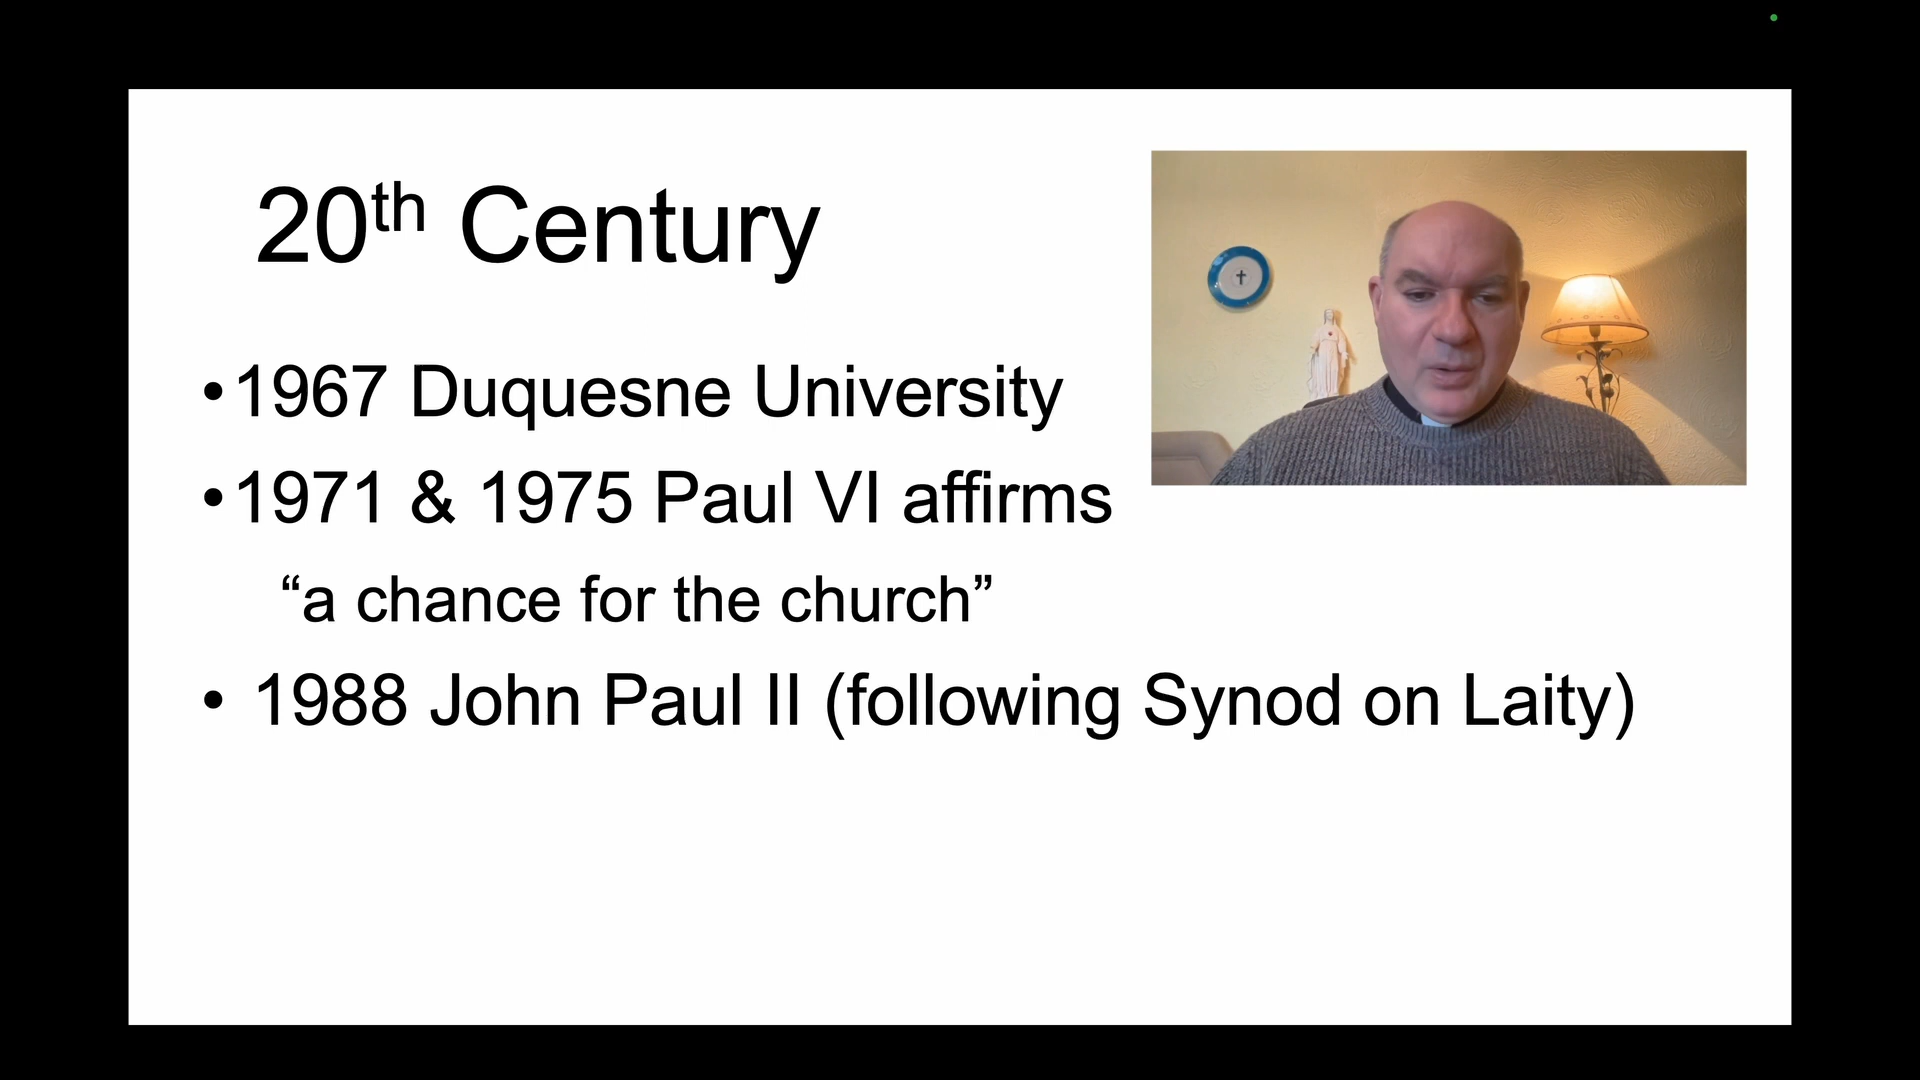 20th Century
•1967 Duquesne University
•1971 & 1975 Paul VI affirms
“a chance for the church”
• 1988 John Paul II (following Synod on Laity)